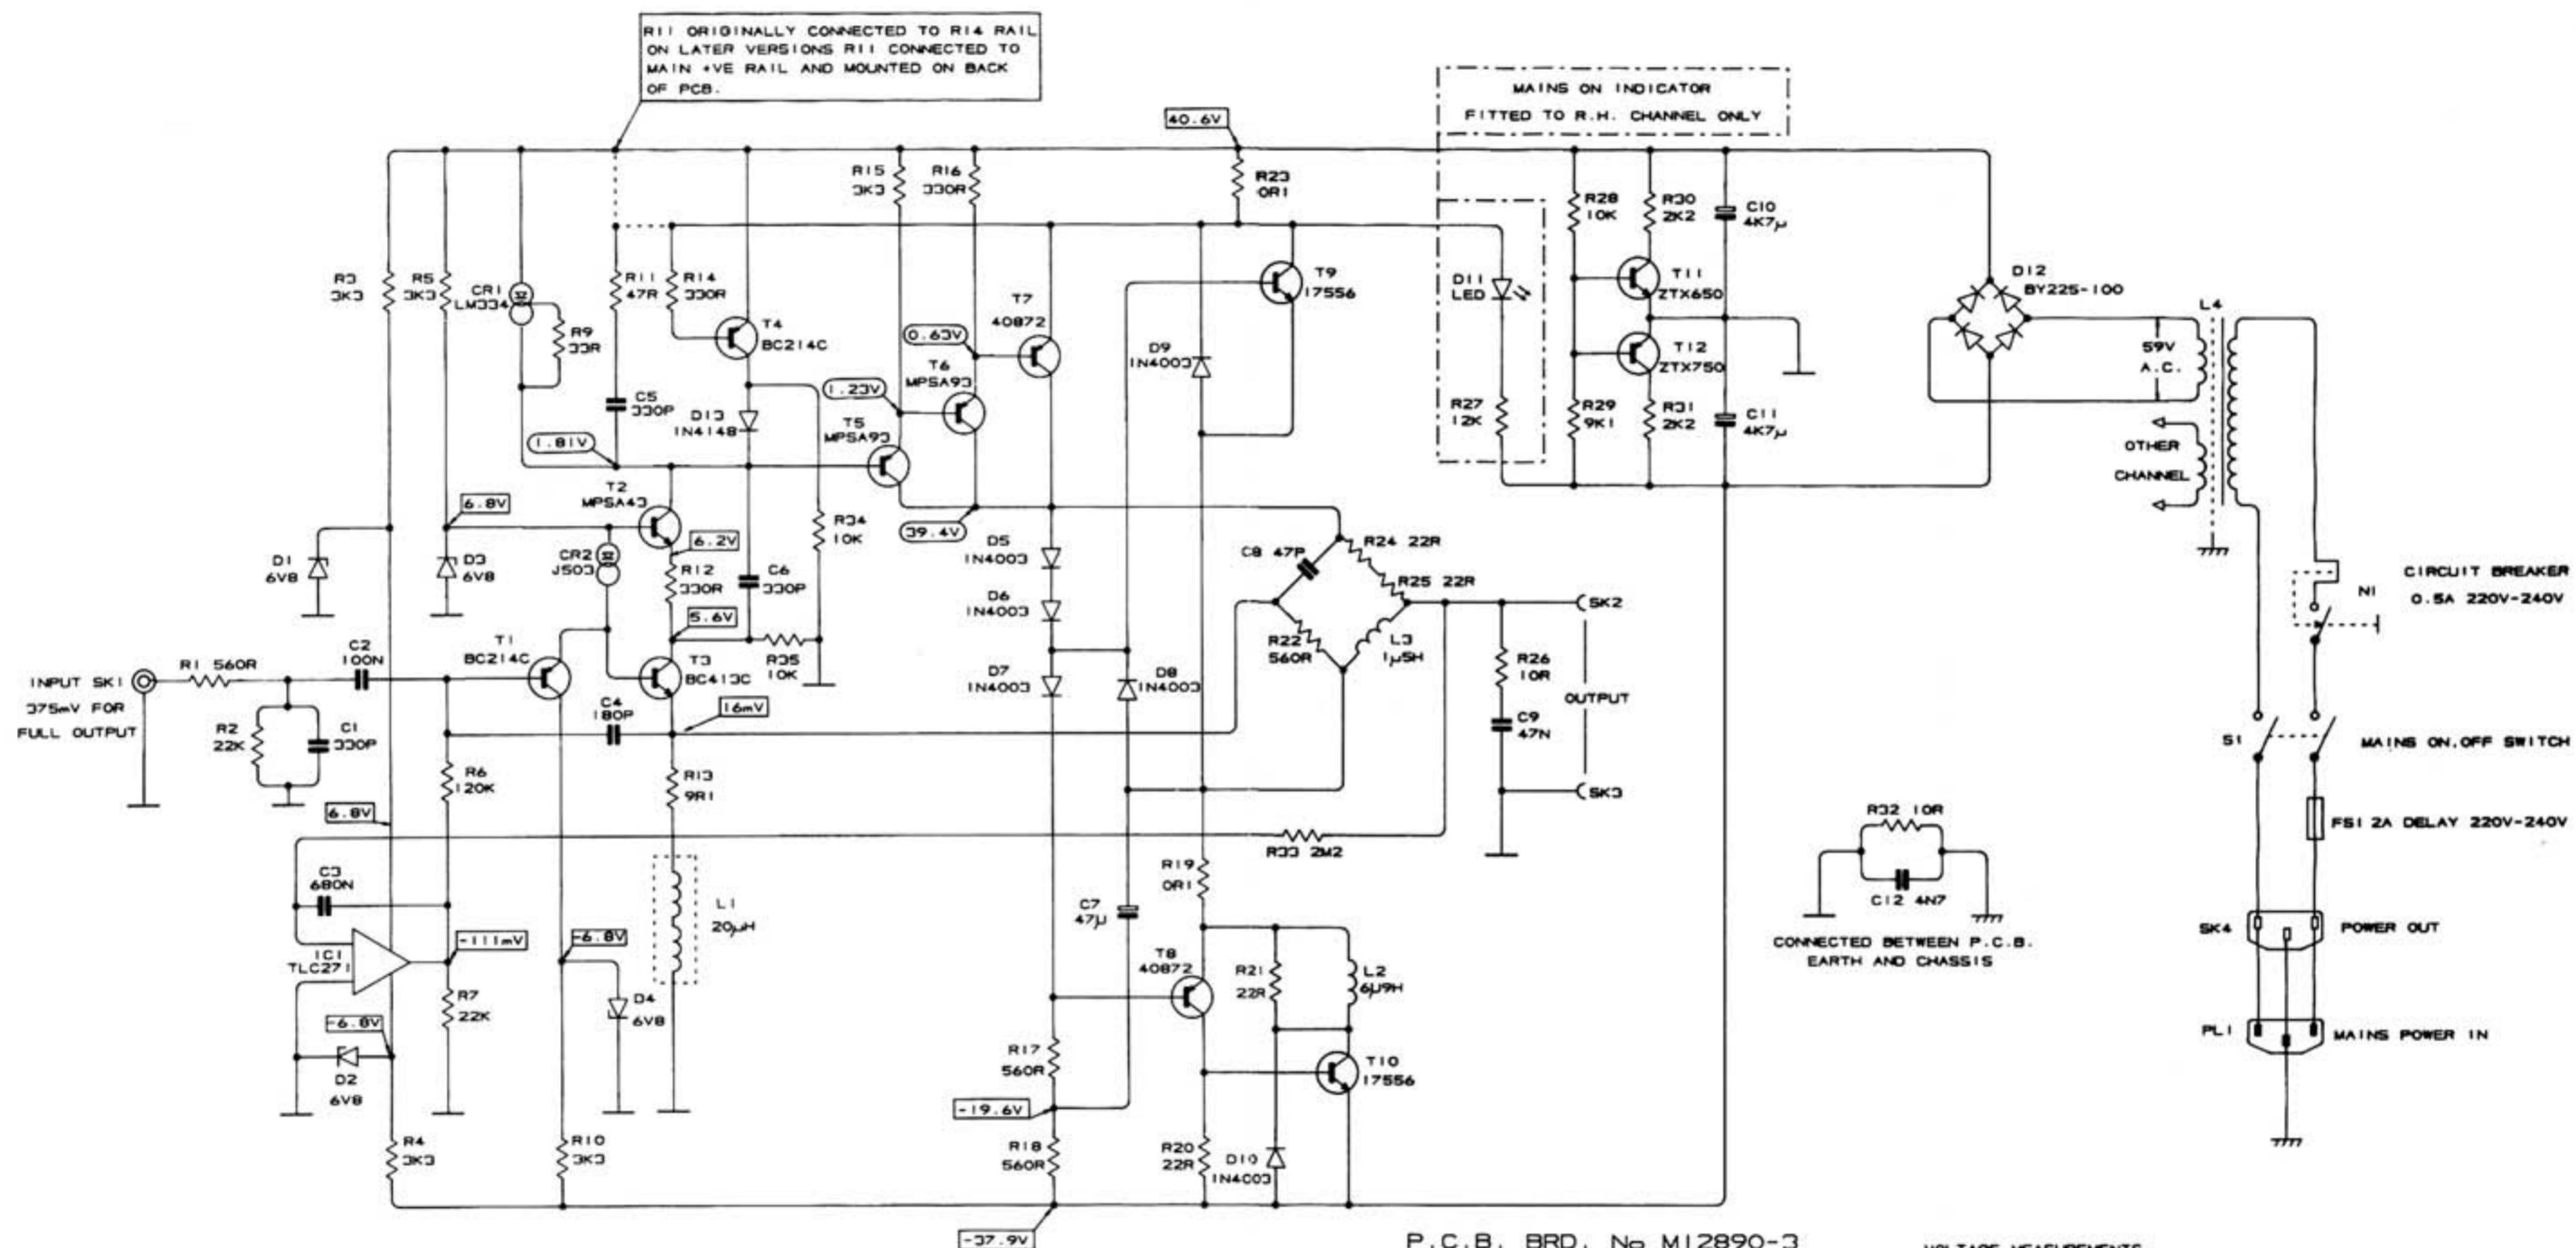 R11 ORIGINALLY CONNECTED TO R14 RAIL
ON LATER VERSIONS R11 CONNECTED TO
MAIN +VE RAIL AND MOUNTED ON BACK
OF PCB.
MAINS ON INDICATOR
FITTED TO R.H. CHANNEL ONLY
40.6V
R15
3K3
R16
330R
R23
0R1
R28
10K
R30
2K2
C10
4K7µ
R3
3K3
R5
3K3
CR1
LM334
R9
33R
R11
47R
R14
330R
T4
BC214C
T7
40872
0.63V
T6
MPSA93
1.23V
T5
MPSA93
D9
1N4003
T9
17556
D11
LED
T11
ZTX650
T12
ZTX750
D12
BY225-100
L4
59V
A.C.
C5
330P
D13
1N4148
1.81V
R27
12K
R29
9K1
R31
2K2
C11
4K7µ
OTHER
CHANNEL
T2
MPSA43
6.8V
6.2V
39.4V
R34
10K
D1
6V8
D3
6V8
CR2
J503
R12
330R
C6
330P
D5
1N4003
D6
1N4003
C8 47P
R24 22R
R25 22R
SK2
N1
CIRCUIT BREAKER
0.5A 220V-240V
5.6V
T1
BC214C
C2
100N
R1 560R
INPUT SK1
375mV FOR
FULL OUTPUT
T3
BC413C
R35
10K
D7
1N4003
D8
1N4003
R22
560R
L3
1µ5H
R26
10R
OUTPUT
C9
47N
SK3
R2
22K
C1
330P
C4
180P
16mV
S1
MAINS ON.OFF SWITCH
R6
120K
R13
9R1
6.8V
R33 2M2
R32 10R
C12 4N7
CONNECTED BETWEEN P.C.B.
EARTH AND CHASSIS
FS1 2A DELAY 220V-240V
C3
680N
L1
20µH
R19
0R1
C7
47µ
SK4
POWER OUT
-111mV
-6.8V
IC1
TLC271
T8
40872
R21
22R
L2
6µ9H
R7
22K
D4
6V8
-6.8V
D2
6V8
R17
560R
T10
17556
PL1
MAINS POWER IN
-19.6V
R4
3K3
R10
3K3
R18
560R
R20
22R
D10
1N4003
-37.9V
P.C.B. BRD. No M12890-3
VOLTAGE MEASUREMENTS